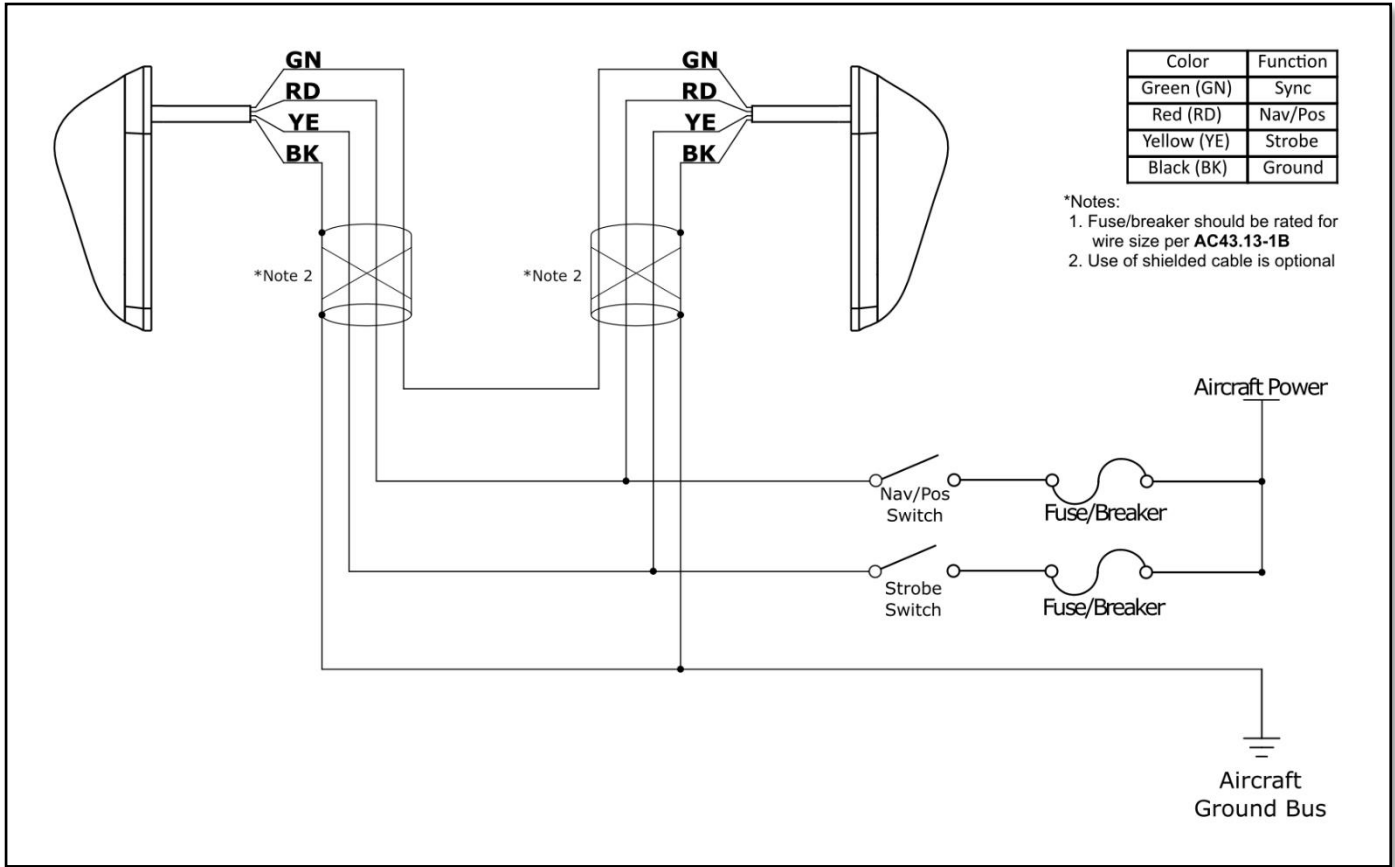 GN
RD
YE
BK
GN
RD
YE
BK
Color Function
Green (GN) Sync
Red (RD) Nav/Pos
Yellow (YE) Strobe
Black (BK) Ground
*Notes:
1. Fuse/breaker should be rated for
wire size per AC43.13-1B
2. Use of shielded cable is optional
*Note 2
*Note 2
Aircraft Power
Nav/Pos
Switch
Fuse/Breaker
Strobe
Switch
Fuse/Breaker
Aircraft
Ground Bus